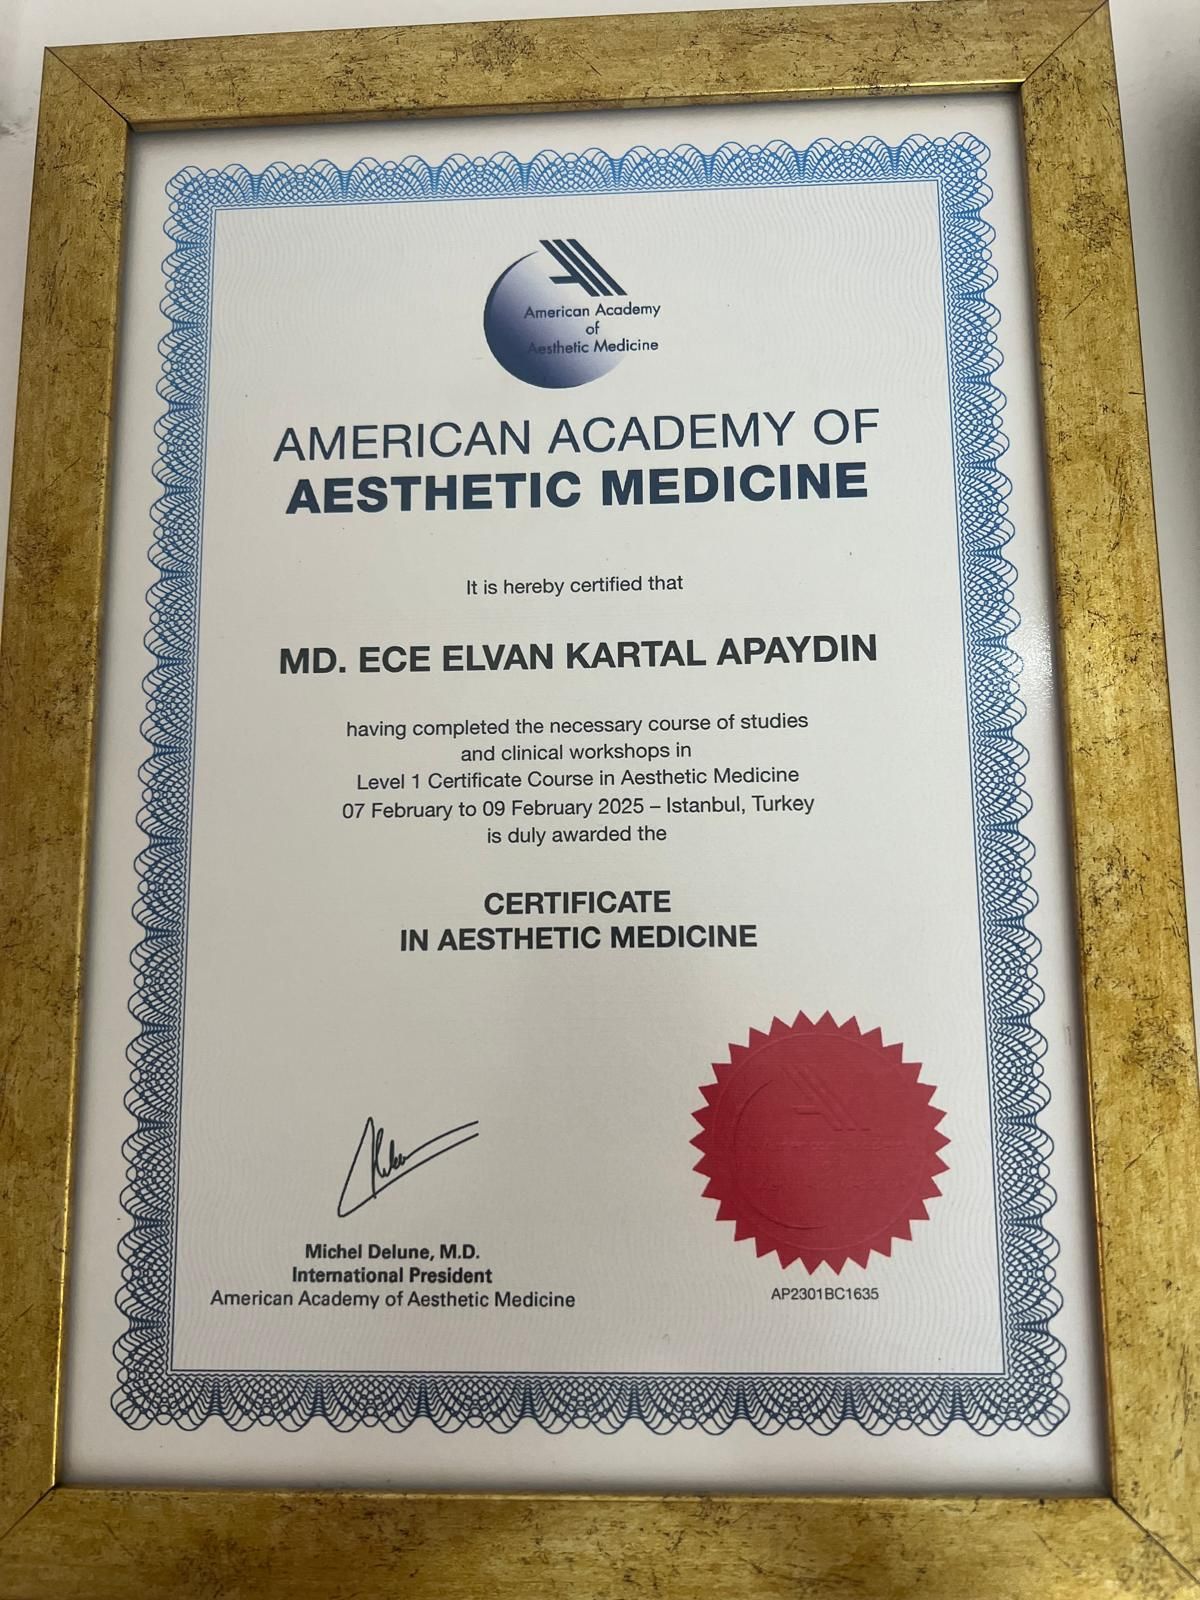 American Academy
of
Aesthetic Medicine
AMERICAN ACADEMY OF
AESTHETIC MEDICINE
It is hereby certified that
MD. ECE ELVAN KARTAL APAYDIN
having completed the necessary course of studies
and clinical workshops in
Level 1 Certificate Course in Aesthetic Medicine
07 February to 09 February 2025 – Istanbul, Turkey
is duly awarded the
CERTIFICATE
IN AESTHETIC MEDICINE
Michel Delune, M.D.
International President
American Academy of Aesthetic Medicine
AP2301BC1635